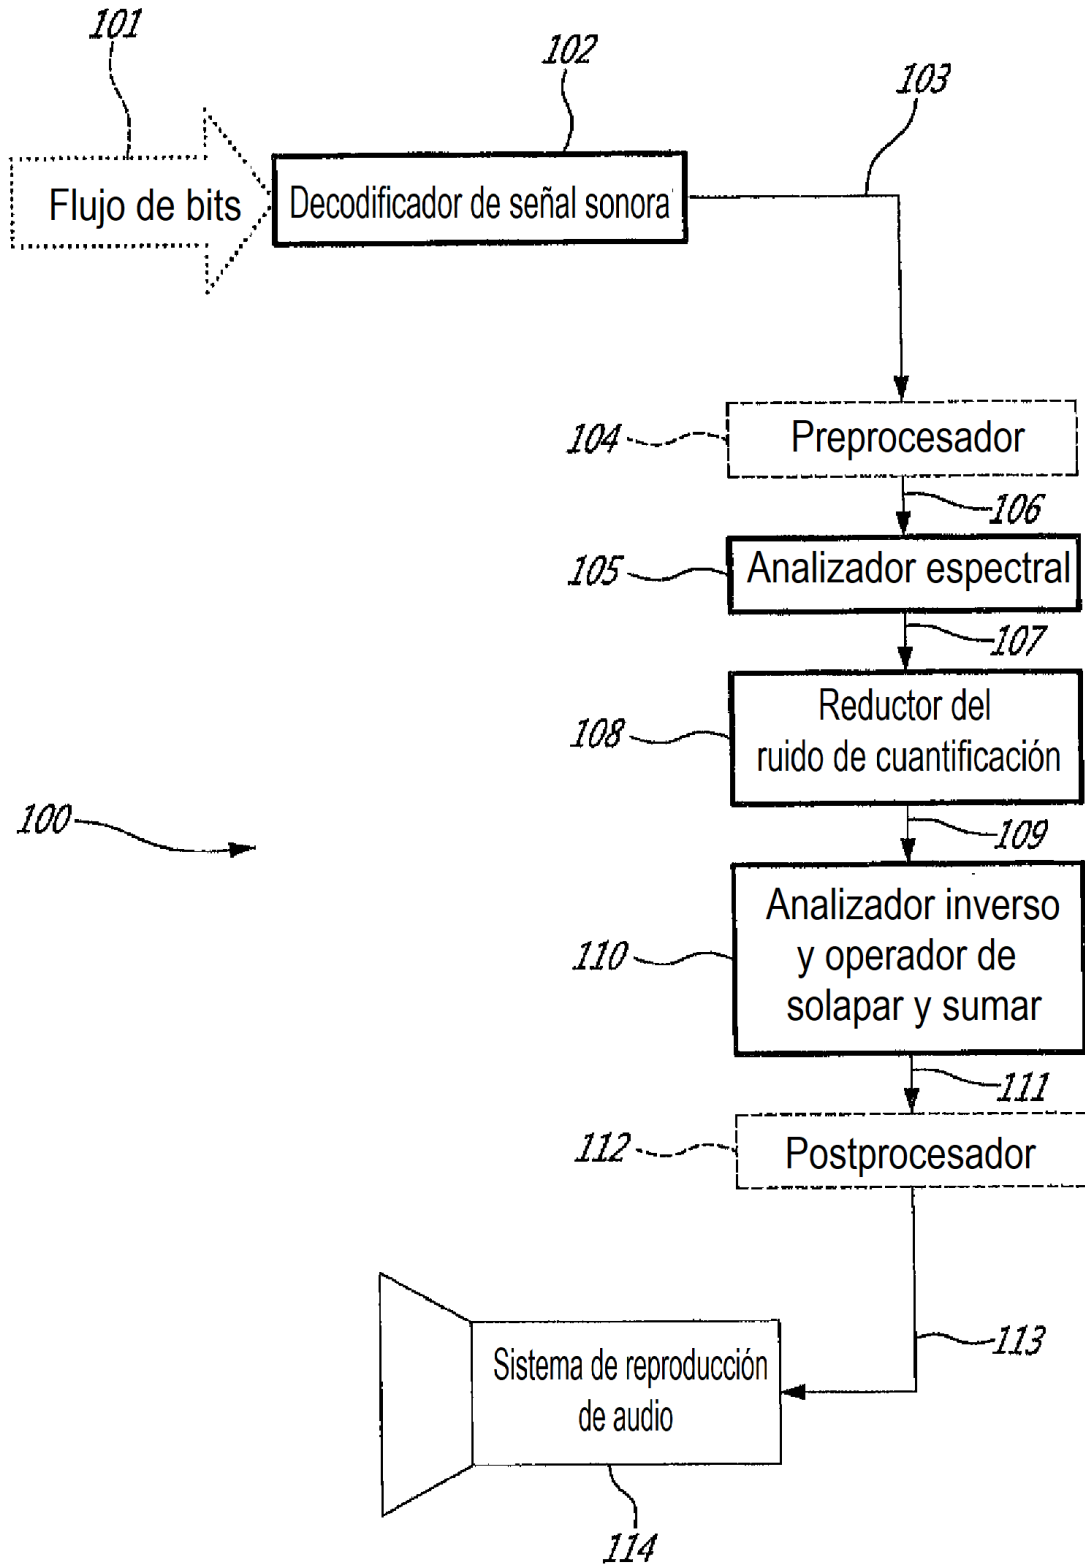 101
102
103
Flujo de bits
Decodificador de señal sonora
104
Preprocesador
106
105
Analizador espectral
107
108
Reductor del
ruido de cuantificación
100
109
110
Analizador inverso
y operador de
solapar y sumar
111
112
Postprocesador
113
Sistema de reproducción
de audio
114